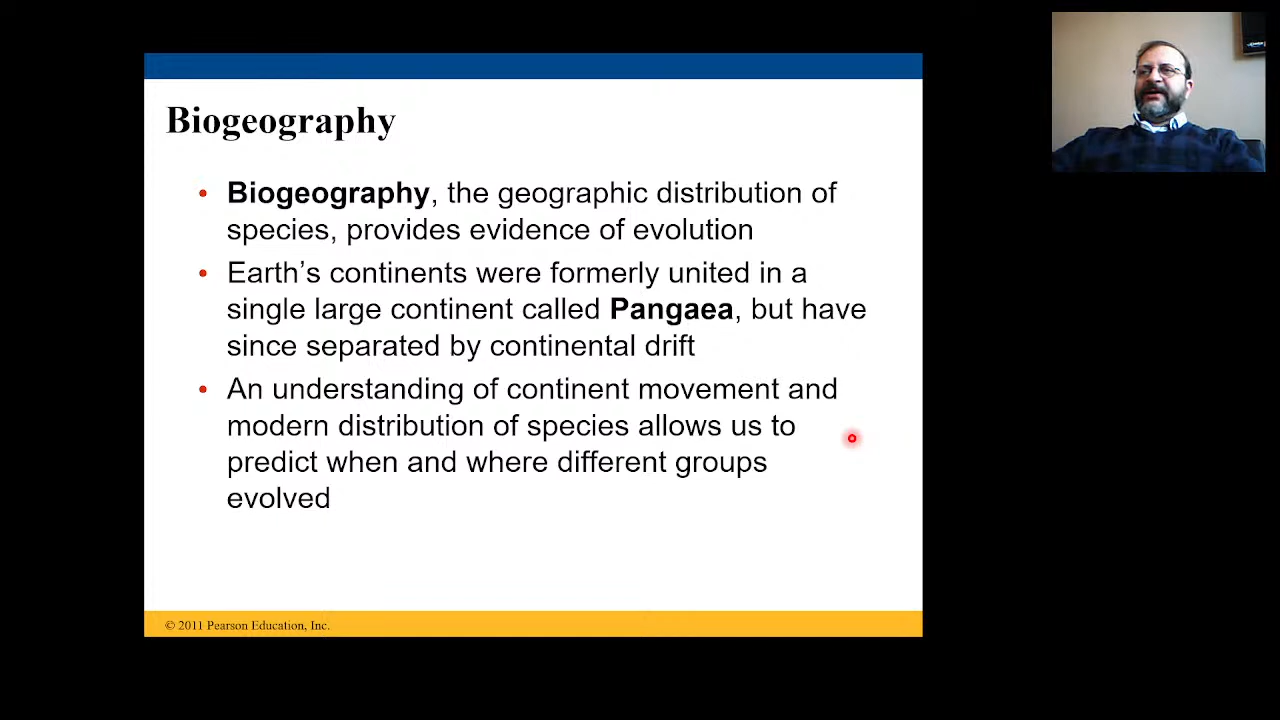 Biogeography
• Biogeography, the geographic distribution of
species, provides evidence of evolution
• Earth’s continents were formerly united in a
single large continent called Pangaea, but have
since separated by continental drift
• An understanding of continent movement and
modern distribution of species allows us to
predict when and where different groups
evolved
© 2011 Pearson Education, Inc.